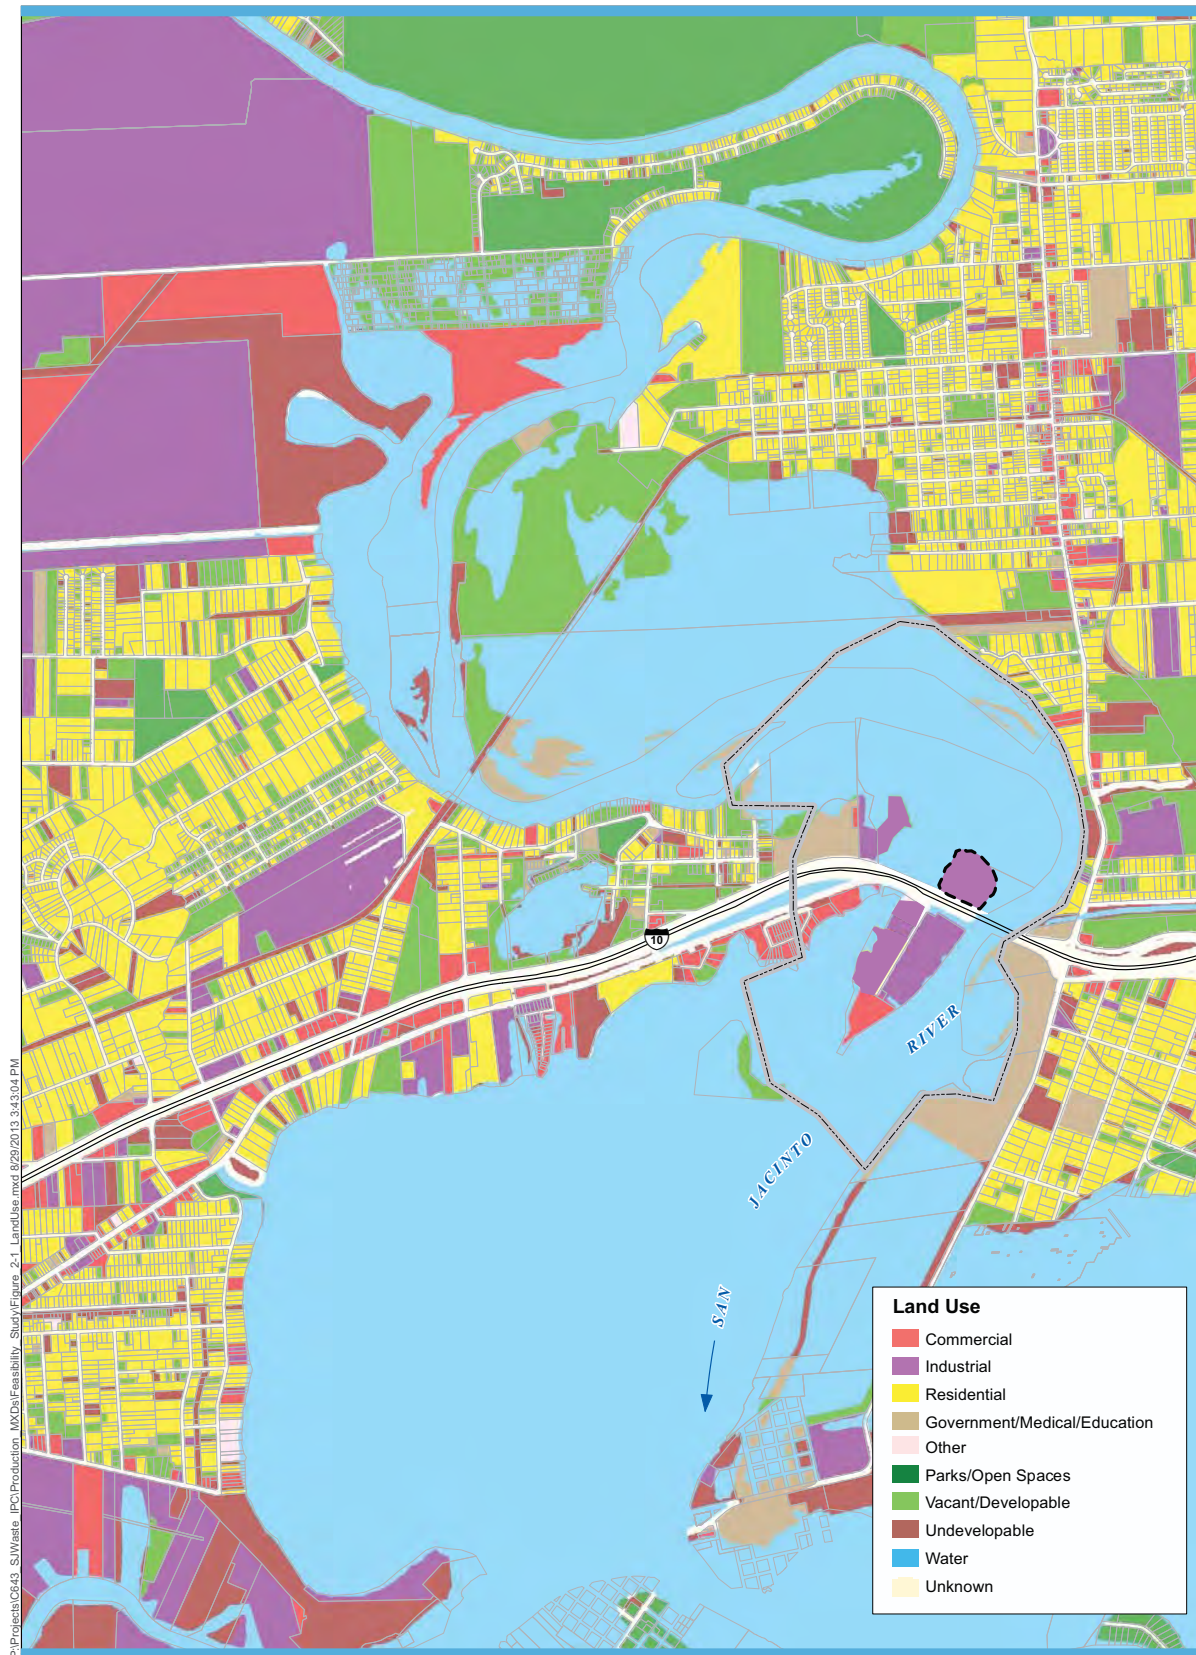 10
RIVER
JACINTO
SAN
Land Use
Commercial
Industrial
Residential
Government/Medical/Education
Other
Parks/Open Spaces
Vacant/Developable
Undevelopable
Water
Unknown
P:\Projects\C643_SJWaste_IPC\Production_MXDs\Feasibility_Study\Figure_2-1_LandUse.mxd 8/29/2013 3:43:04 PM